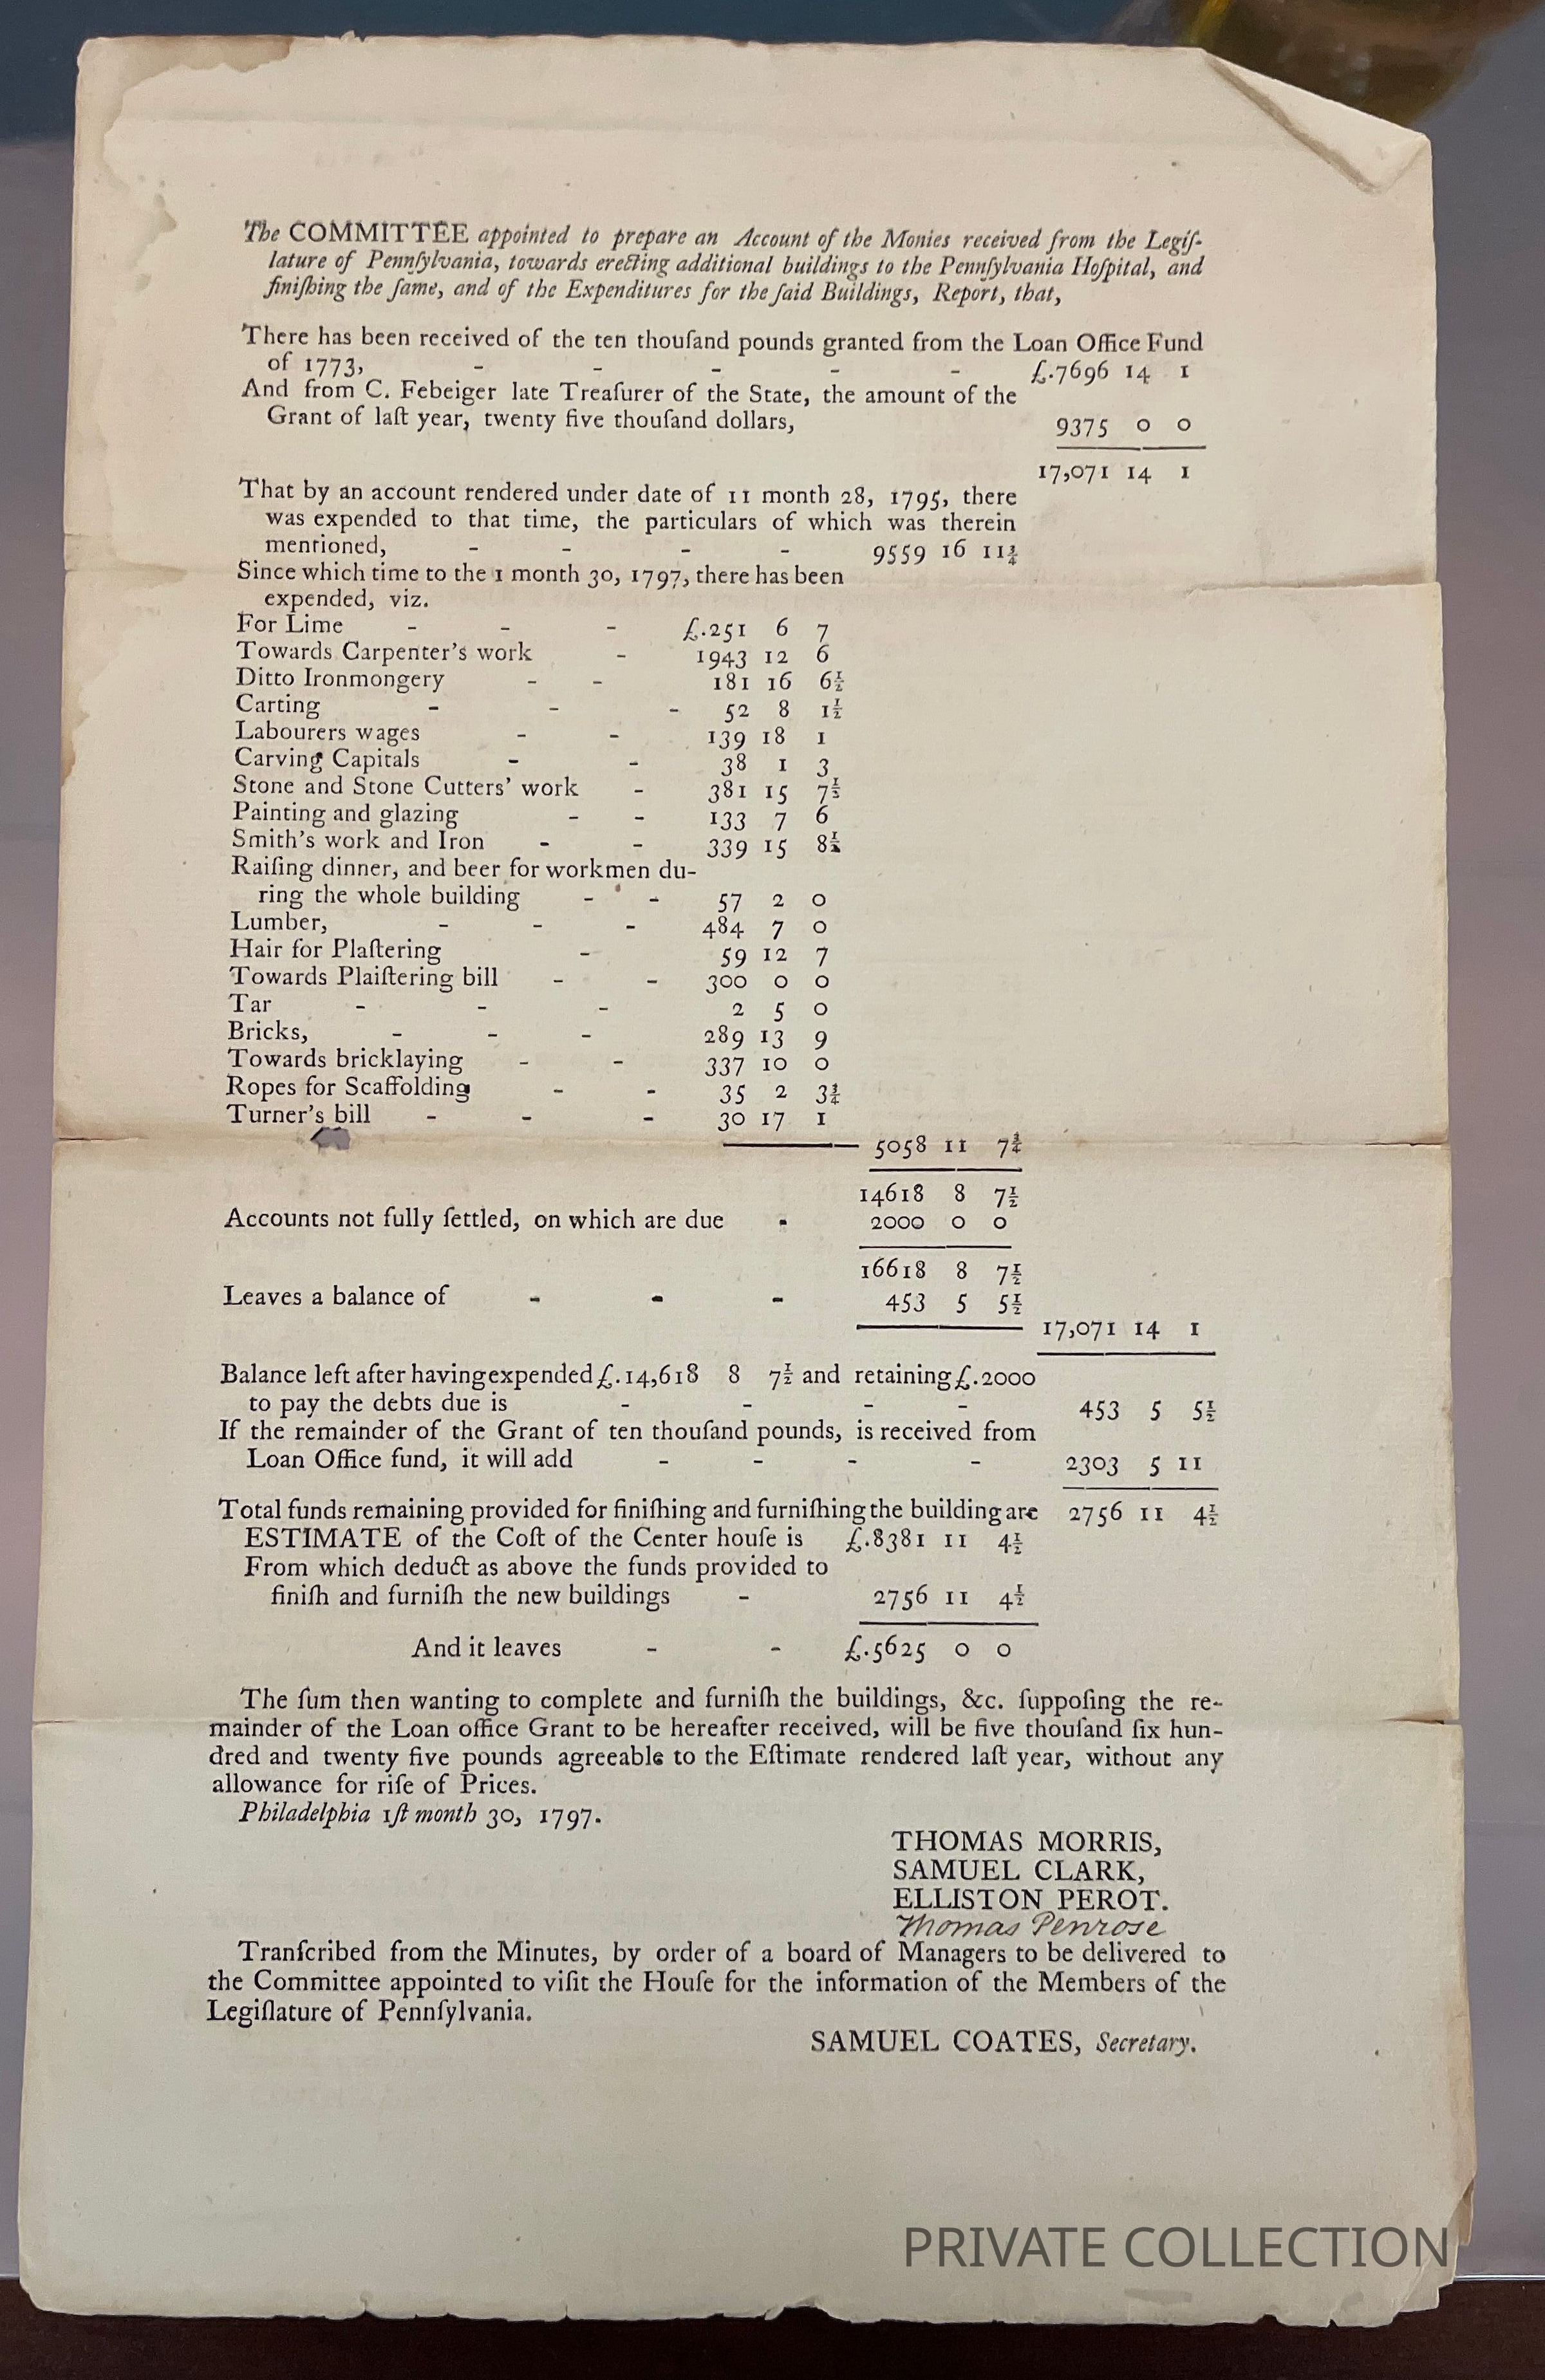 The COMMITTEE appointed to prepare an Account of the Monies received from the Legiſ-
lature of Pennſylvania, towards erecting additional buildings to the Pennſylvania Hoſpital, and
finiſhing the ſame, and of the Expenditures for the ſaid Buildings, Report, that,
There has been received of the ten thouſand pounds granted from the Loan Office Fund
of 1773, - - - - - £.7696 14 1
And from C. Febeiger late Treaſurer of the State, the amount of the
Grant of laſt year, twenty five thouſand dollars, 9375 0 0
17,071 14 1
That by an account rendered under date of 11 month 28, 1795, there
was expended to that time, the particulars of which was therein
mentioned, - - - - 9559 16 11¾
Since which time to the 1 month 30, 1797, there has been
expended, viz.
For Lime - - - £.251 6 7
Towards Carpenter's work - 1943 12 6
Ditto Ironmongery - - 181 16 6½
Carting - - - 52 8 1½
Labourers wages - - 139 18 1
Carving Capitals - - 38 1 3
Stone and Stone Cutters' work - 381 15 7½
Painting and glazing - - 133 7 6
Smith's work and Iron - - 339 15 8½
Raiſing dinner, and beer for workmen du-
ring the whole building - - 57 2 0
Lumber, - - - 484 7 0
Hair for Plaſtering - 59 12 7
Towards Plaiſtering bill - - 300 0 0
Tar - - - 2 5 0
Bricks, - - - 289 13 9
Towards bricklaying - - 337 10 0
Ropes for Scaffolding - - 35 2 3¾
Turner's bill - - - 30 17 1
5058 11 7¾
14618 8 7½
Accounts not fully ſettled, on which are due - 2000 0 0
16618 8 7½
Leaves a balance of - - - 453 5 5½
17,071 14 1
Balance left after having expended £.14,618 8 7½ and retaining £.2000
to pay the debts due is - - - - 453 5 5½
If the remainder of the Grant of ten thouſand pounds, is received from
Loan Office fund, it will add - - - - 2303 5 11
Total funds remaining provided for finiſhing and furniſhing the building are 2756 11 4½
ESTIMATE of the Coſt of the Center houſe is £.8381 11 4½
From which deduct as above the funds provided to
finiſh and furniſh the new buildings - 2756 11 4½
And it leaves - - £.5625 0 0
The ſum then wanting to complete and furniſh the buildings, &c. ſuppoſing the re-
mainder of the Loan office Grant to be hereafter received, will be five thouſand ſix hun-
dred and twenty five pounds agreeable to the Eſtimate rendered laſt year, without any
allowance for riſe of Prices.
Philadelphia 1ſt month 30, 1797.
THOMAS MORRIS,
SAMUEL CLARK,
ELLISTON PEROT.
Thomas Penrose
Tranſcribed from the Minutes, by order of a board of Managers to be delivered to
the Committee appointed to viſit the Houſe for the information of the Members of the
Legiſlature of Pennſylvania.
SAMUEL COATES, Secretary.
PRIVATE COLLECTION